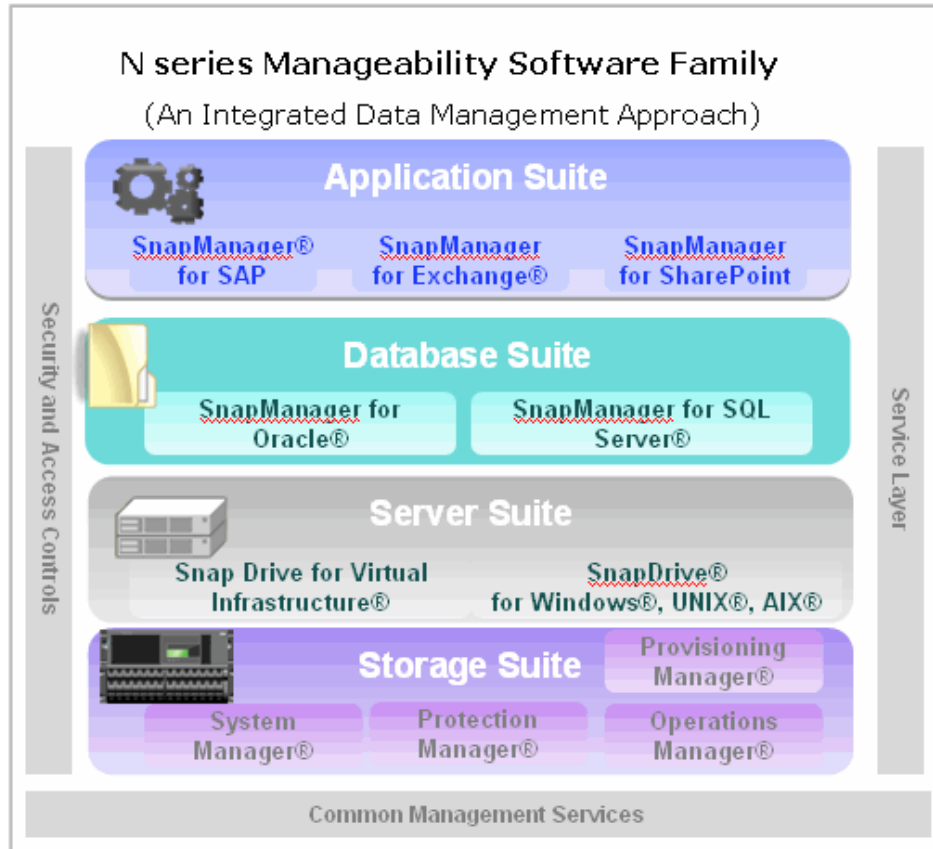 N series Manageability Software Family
(An Integrated Data Management Approach)
Security and Access Controls
Application Suite
SnapManager®
for SAP
SnapManager
for Exchange®
SnapManager
for SharePoint
Database Suite
SnapManager for
Oracle®
SnapManager for SQL
Server®
Server Suite
Snap Drive for Virtual
Infrastructure®
SnapDrive®
for Windows®, UNIX®, AIX®
Storage Suite
Provisioning
Manager®
System
Manager®
Protection
Manager®
Operations
Manager®
Service Layer
Common Management Services